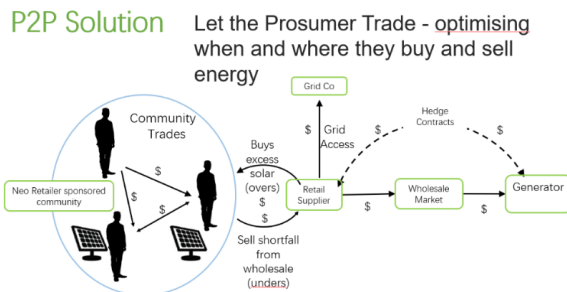 P2P Solution
Let the Prosumer Trade - optimising
when and where they buy and sell
energy
Grid Co
Community
Trades
Hedge
Contracts
$
Grid
Access
$
$
Buys
excess
solar
(overs)
$
$
$
$
$
Neo Retailer sponsored
community
Retail
Supplier
$
Wholesale
Market
$
Generator
Sell shortfall
from
wholesale
(unders)